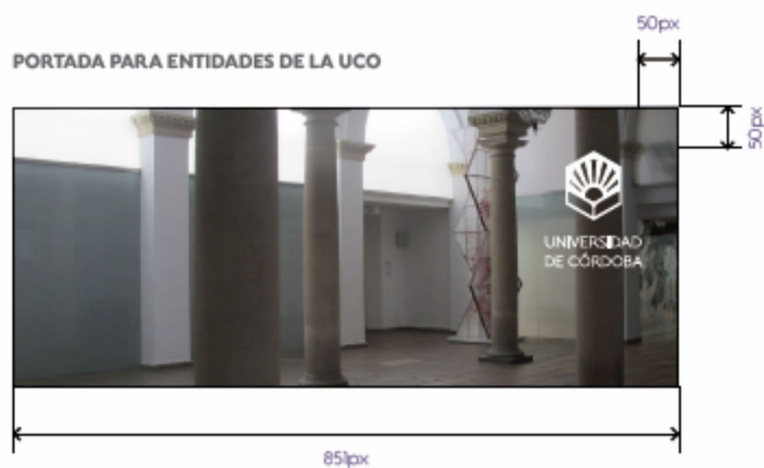 50px
PORTADA PARA ENTIDADES DE LA UCO
50px
UNIVERSIDAD
DE CÓRDOBA
851px